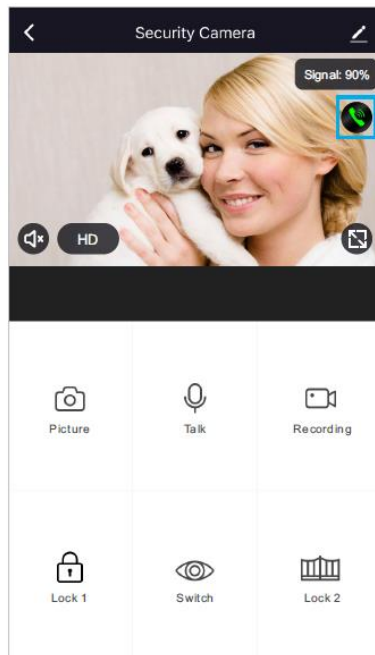 Security Camera
Signal: 90%
HD
Picture
Talk
Recording
Lock 1
Switch
Lock 2